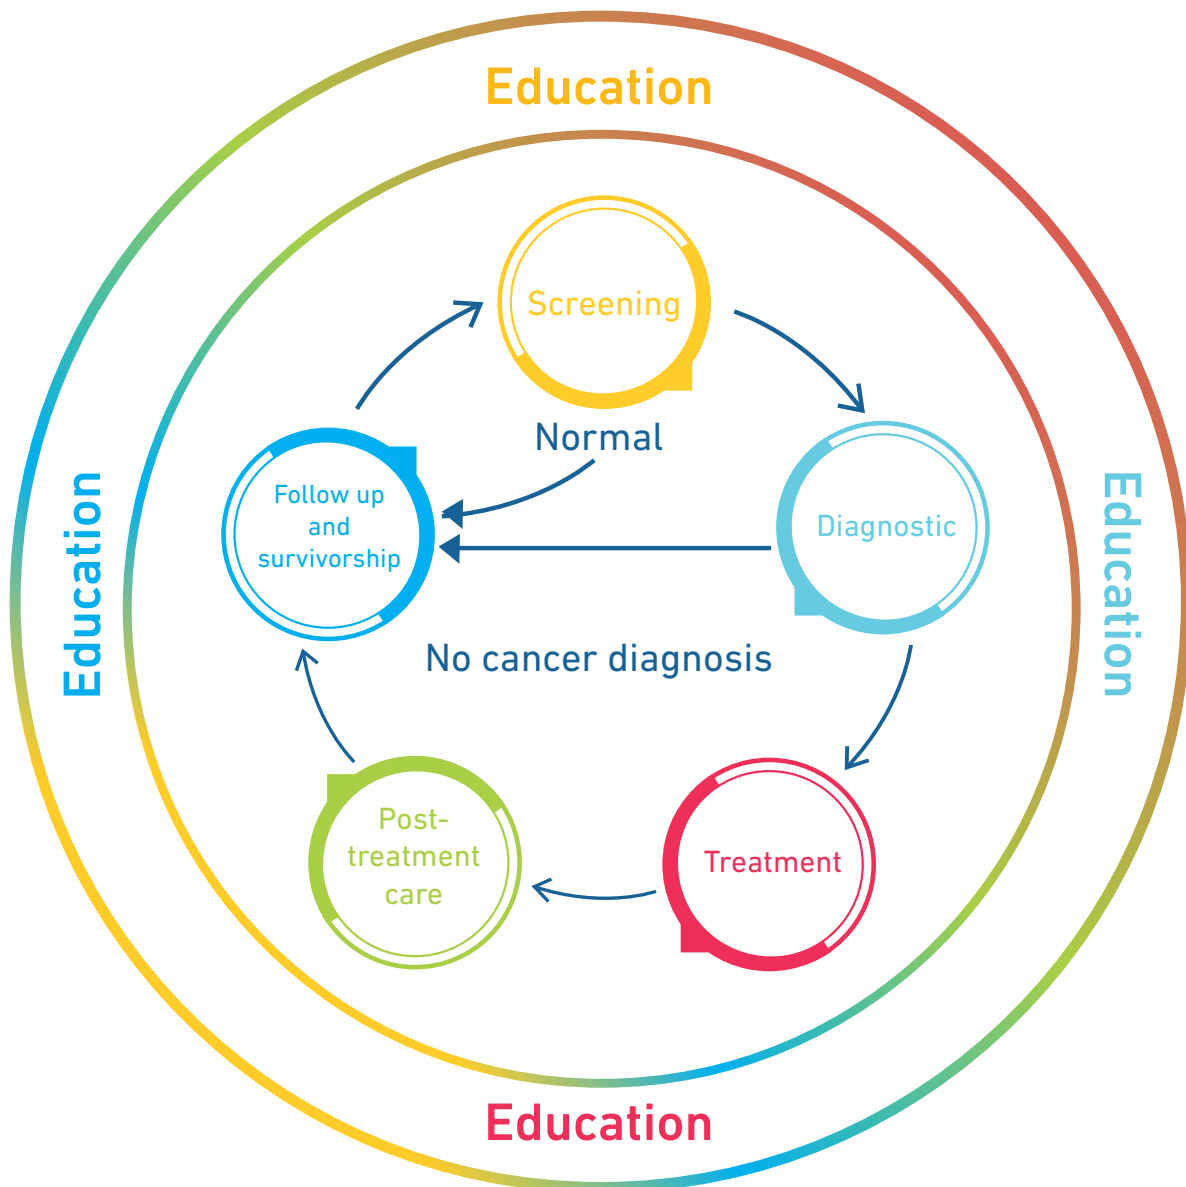 Education
Screening
Normal
Follow up
and
survivorship
Diagnostic
Education
Education
No cancer diagnosis
Post-
treatment
care
Treatment
Education